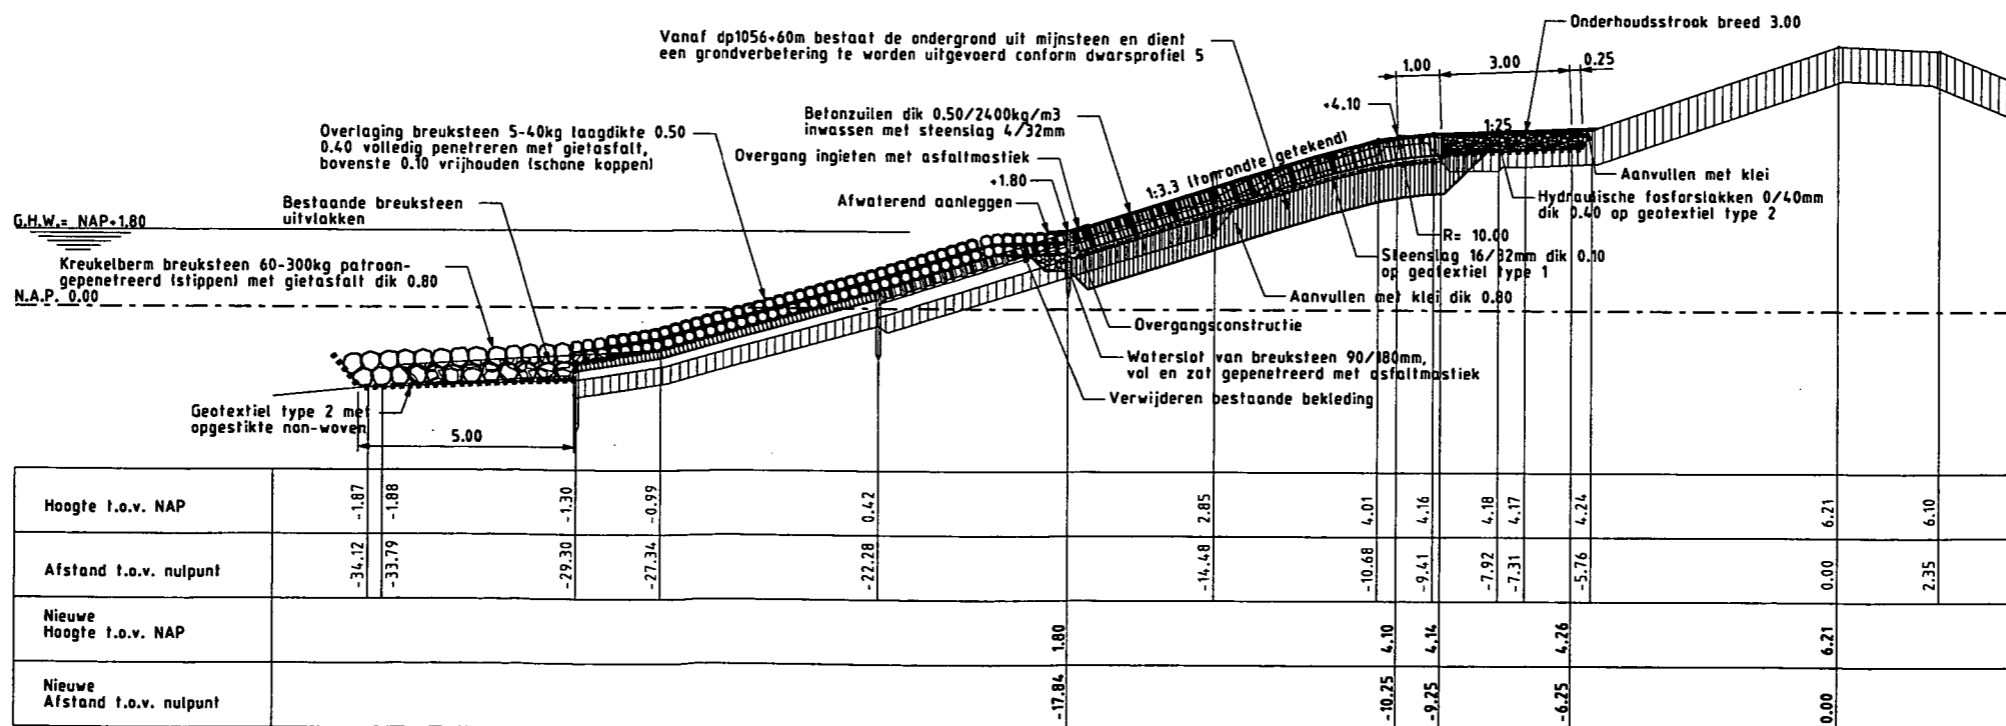 Onderhoudsstrook breed 3.00
Vanaf dp1056+60m bestaat de ondergrond uit mijnsteen en dient
een grondverbetering te worden uitgevoerd conform dwarsprofiel 5
1.00
3.00
0.25
+4.10
1:25
Betonzuilen dik 0.50/2400kg/m3
inwassen met steenslag 4/32mm
Overlaging breuksteen 5-40kg laagdikte 0.50
0.40 volledig penetreren met gietasfalt,
bovenste 0.10 vrijhouden (schone koppen)
Overgang ingieten met asfaltmastiek
1:3.3 (tonrondte getekend)
+1.80
Aanvullen met klei
Afwaterend aanleggen
Bestaande breuksteen
uitvlakken
Hydraulische fosforslakken 0/40mm
dik 0.40 op geotextiel type 2
G.H.W.= NAP+1.80
R= 10.00
Steenslag 16/32mm dik 0.10
op geotextiel type 1
Kreukelberm breuksteen 60-300kg patroon-
gepenetreerd (stippen) met gietasfalt dik 0.80
N.A.P. 0.00
Aanvullen met klei dik 0.80
Overgangsconstructie
Waterslot van breuksteen 90/180mm,
vol en zat gepenetreerd met asfaltmastiek
Verwijderen bestaande bekleding
Geotextiel type 2 met
opgestikte non-woven
5.00
Hoogte t.o.v. NAP -1.87 -1.88 -1.30 -0.99 0.42 2.85 4.01 4.16 4.18 4.17 4.24 6.21 6.10
Afstand t.o.v. nulpunt -34.12 -33.79 -29.30 -27.34 -22.28 -14.48 -10.68 -9.41 -7.92 -7.31 -5.76 0.00 2.35
Nieuwe
Hoogte t.o.v. NAP 1.80 4.10 4.14 4.26 6.21
Nieuwe
Afstand t.o.v. nulpunt -17.84 -10.25 -9.25 -6.25 0.00